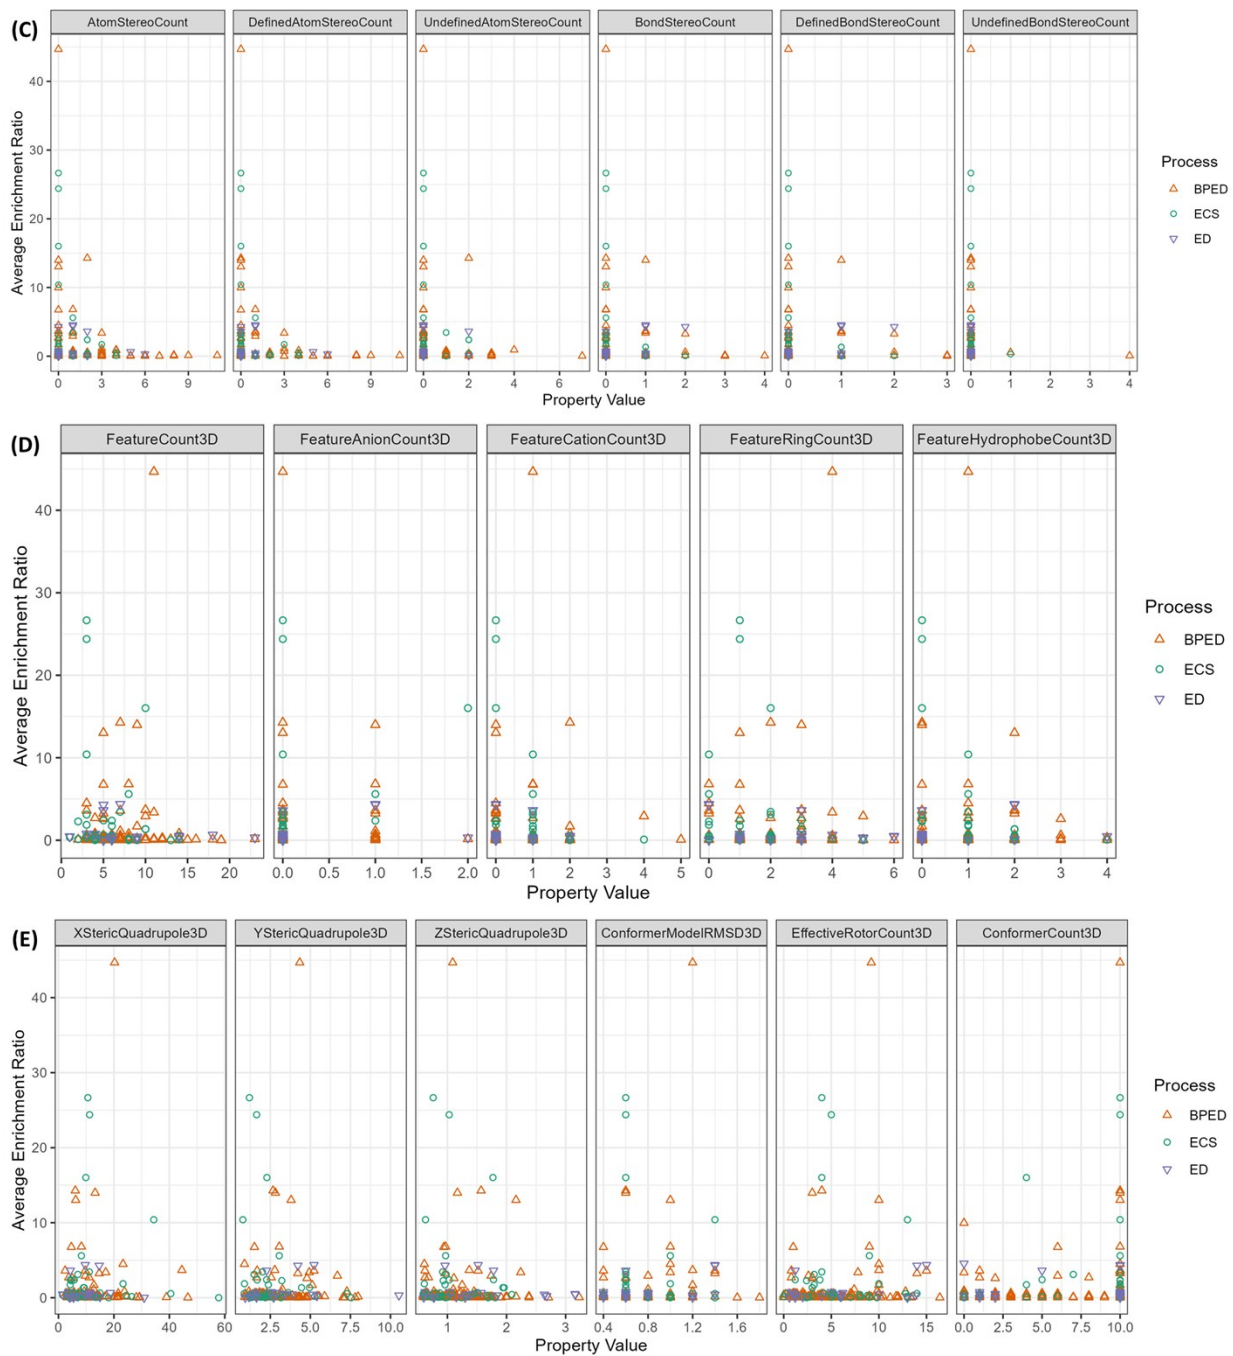 (C)
AtomStereoCount DefinedAtomStereoCount UndefinedAtomStereoCount BondStereoCount DefinedBondStereoCount UndefinedBondStereoCount
Average Enrichment Ratio
40
30
20
10
0
0 3 6 9 0 3 6 9 0 2 4 6 0 1 2 3 4 0 1 2 3 0 1 2 3 4
Property Value
Process
BPED
ECS
ED
(D)
FeatureCount3D FeatureAnionCount3D FeatureCationCount3D FeatureRingCount3D FeatureHydrophobeCount3D
Average Enrichment Ratio
40
30
20
10
0
0 5 10 15 20 0.0 0.5 1.0 1.5 2.0 0 1 2 3 4 5 0 2 4 6 0 1 2 3 4
Property Value
Process
BPED
ECS
ED
(E)
XStericQuadrupole3D YStericQuadrupole3D ZStericQuadrupole3D ConformerModelRMSD3D EffectiveRotorCount3D ConformerCount3D
Average Enrichment Ratio
40
30
20
10
0
0 20 40 60 2.5 5.0 7.5 10.0 1 2 3 0.4 0.8 1.2 1.6 0 5 10 15 0.0 2.5 5.0 7.5 10.0
Property Value
Process
BPED
ECS
ED